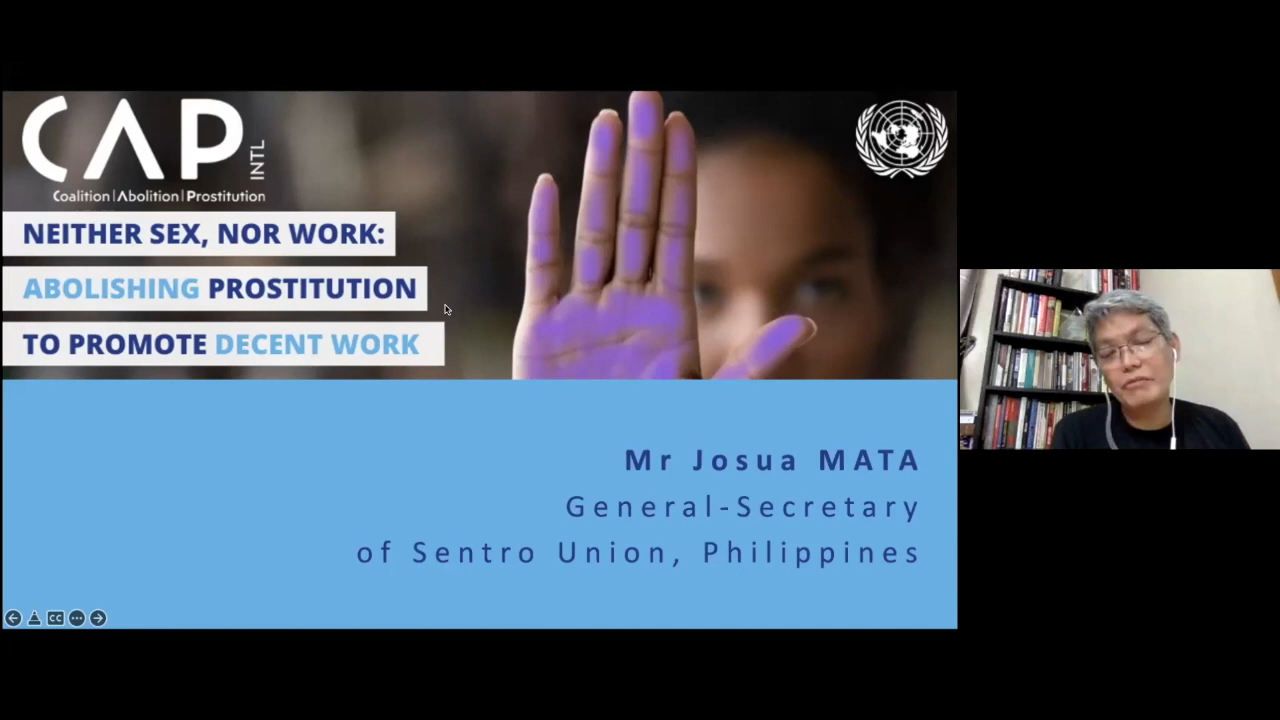 CAP
INTL
Coalition|Abolition|Prostitution
NEITHER SEX, NOR WORK:
ABOLISHING PROSTITUTION
TO PROMOTE DECENT WORK
Mr Josua MATA
General-Secretary
of Sentro Union, Philippines
CC